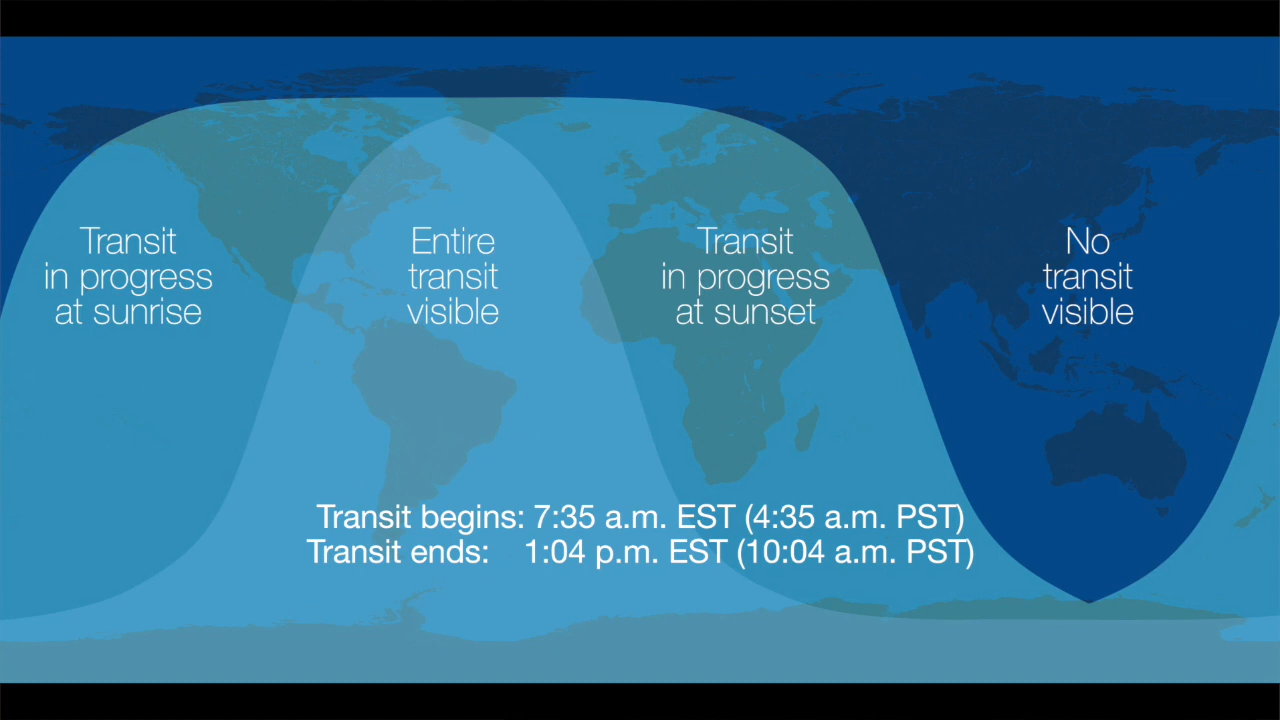 Transit
in progress
at sunrise
Entire
transit
visible
Transit
in progress
at sunset
No
transit
visible
Transit begins: 7:35 a.m. EST (4:35 a.m. PST)
Transit ends: 1:04 p.m. EST (10:04 a.m. PST)